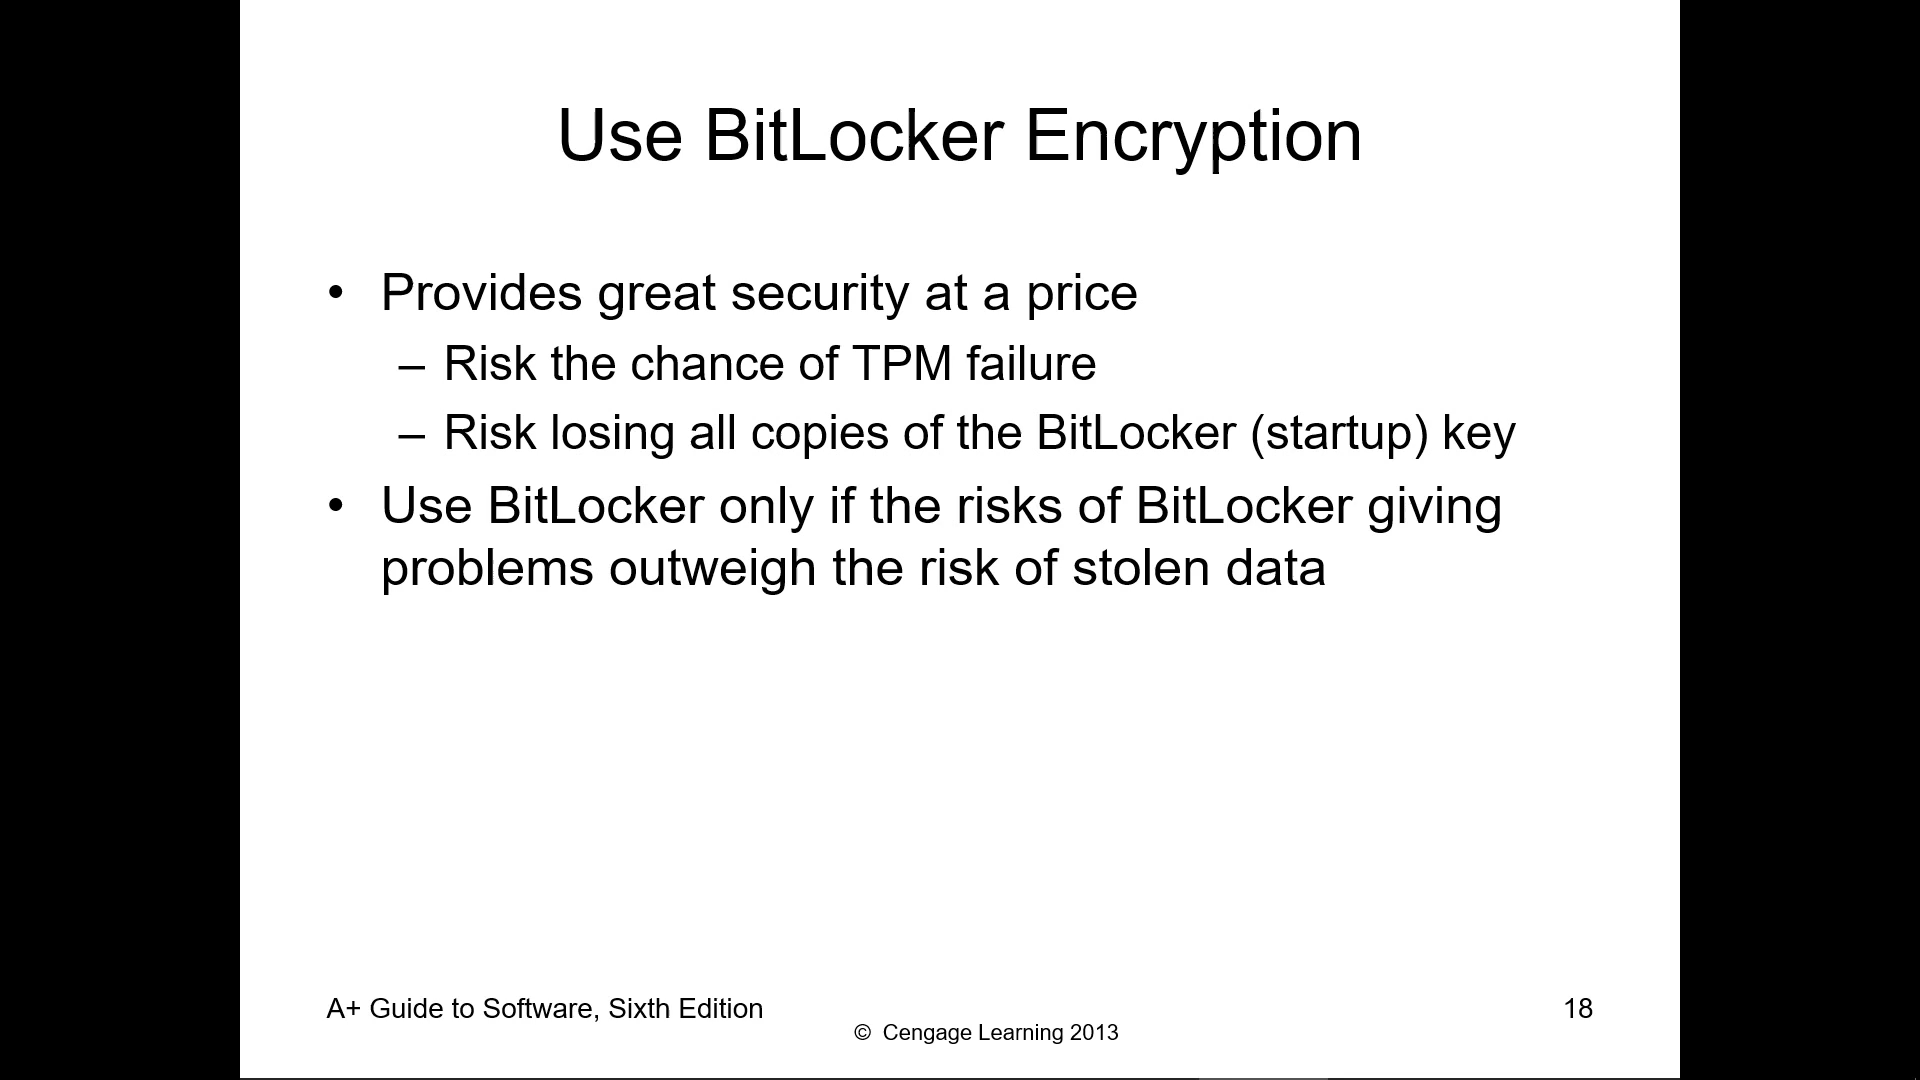 Use BitLocker Encryption
• Provides great security at a price
– Risk the chance of TPM failure
– Risk losing all copies of the BitLocker (startup) key
• Use BitLocker only if the risks of BitLocker giving
problems outweigh the risk of stolen data
A+ Guide to Software, Sixth Edition
18
© Cengage Learning 2013